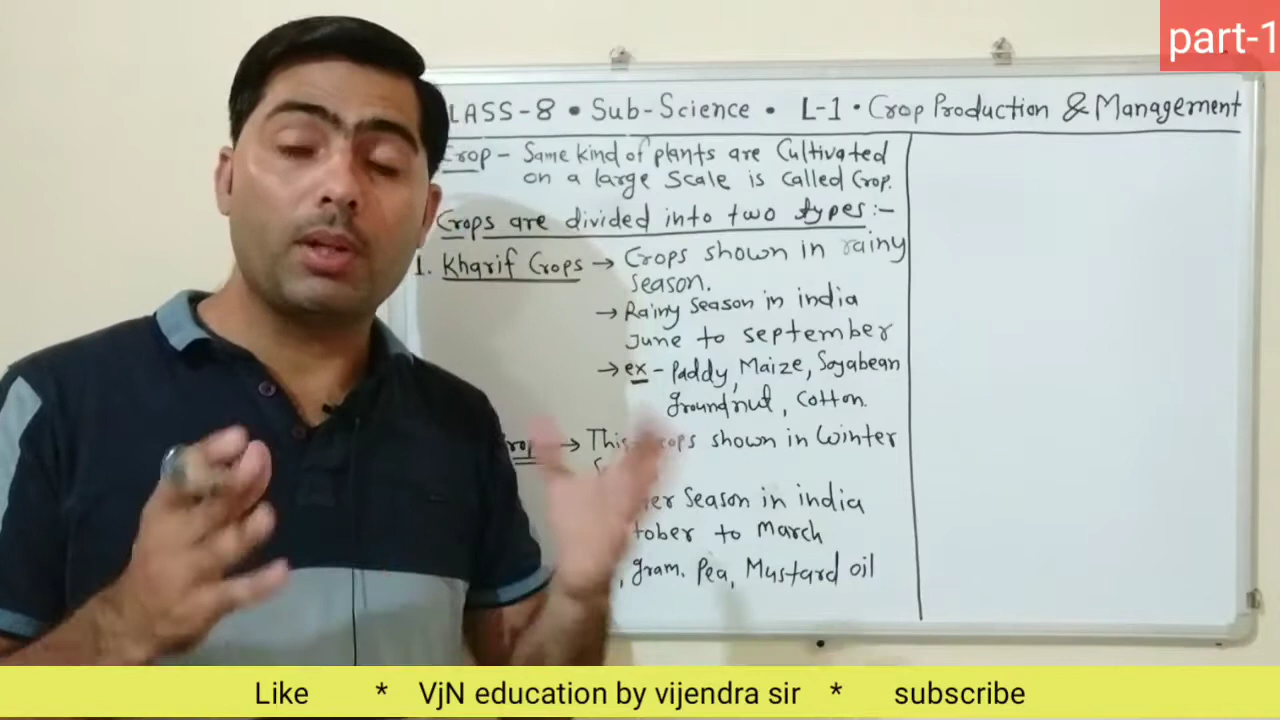 part-1
LASS-8 • Sub-Science • L-1 • Crop Production & Management
Crop - Same kind of plants are Cultivated
on a large scale is called Crop.
Crops are divided into two types:-
1. Kharif Crops → Crops shown in rainy
season.
→ Rainy season in india
June to september
→ ex - Paddy, Maize, Soyabean
groundnut, Cotton.
rop → This crops shown in Winter
er season in india
tober to March
, gram. Pea, Mustard oil
Like * VjN education by vijendra sir * subscribe